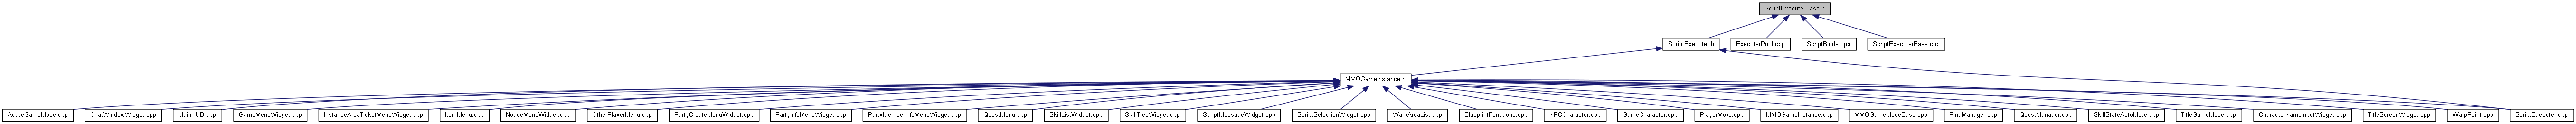 ScriptExecuterBase.h
ScriptExecuter.h
ExecuterPool.cpp
ScriptBinds.cpp
ScriptExecuterBase.cpp
MMOGameInstance.h
ActiveGameMode.cpp
ChatWindowWidget.cpp
MainHUD.cpp
GameMenuWidget.cpp
InstanceAreaTicketMenuWidget.cpp
ItemMenu.cpp
NoticeMenuWidget.cpp
OtherPlayerMenu.cpp
PartyCreateMenuWidget.cpp
PartyInfoMenuWidget.cpp
PartyMemberInfoMenuWidget.cpp
QuestMenu.cpp
SkillListWidget.cpp
SkillTreeWidget.cpp
ScriptMessageWidget.cpp
ScriptSelectionWidget.cpp
WarpAreaList.cpp
BlueprintFunctions.cpp
NPCCharacter.cpp
GameCharacter.cpp
PlayerMove.cpp
MMOGameInstance.cpp
MMOGameModeBase.cpp
PingManager.cpp
QuestManager.cpp
SkillStateAutoMove.cpp
TitleGameMode.cpp
CharacterNameInputWidget.cpp
TitleScreenWidget.cpp
WarpPoint.cpp
ScriptExecuter.cpp